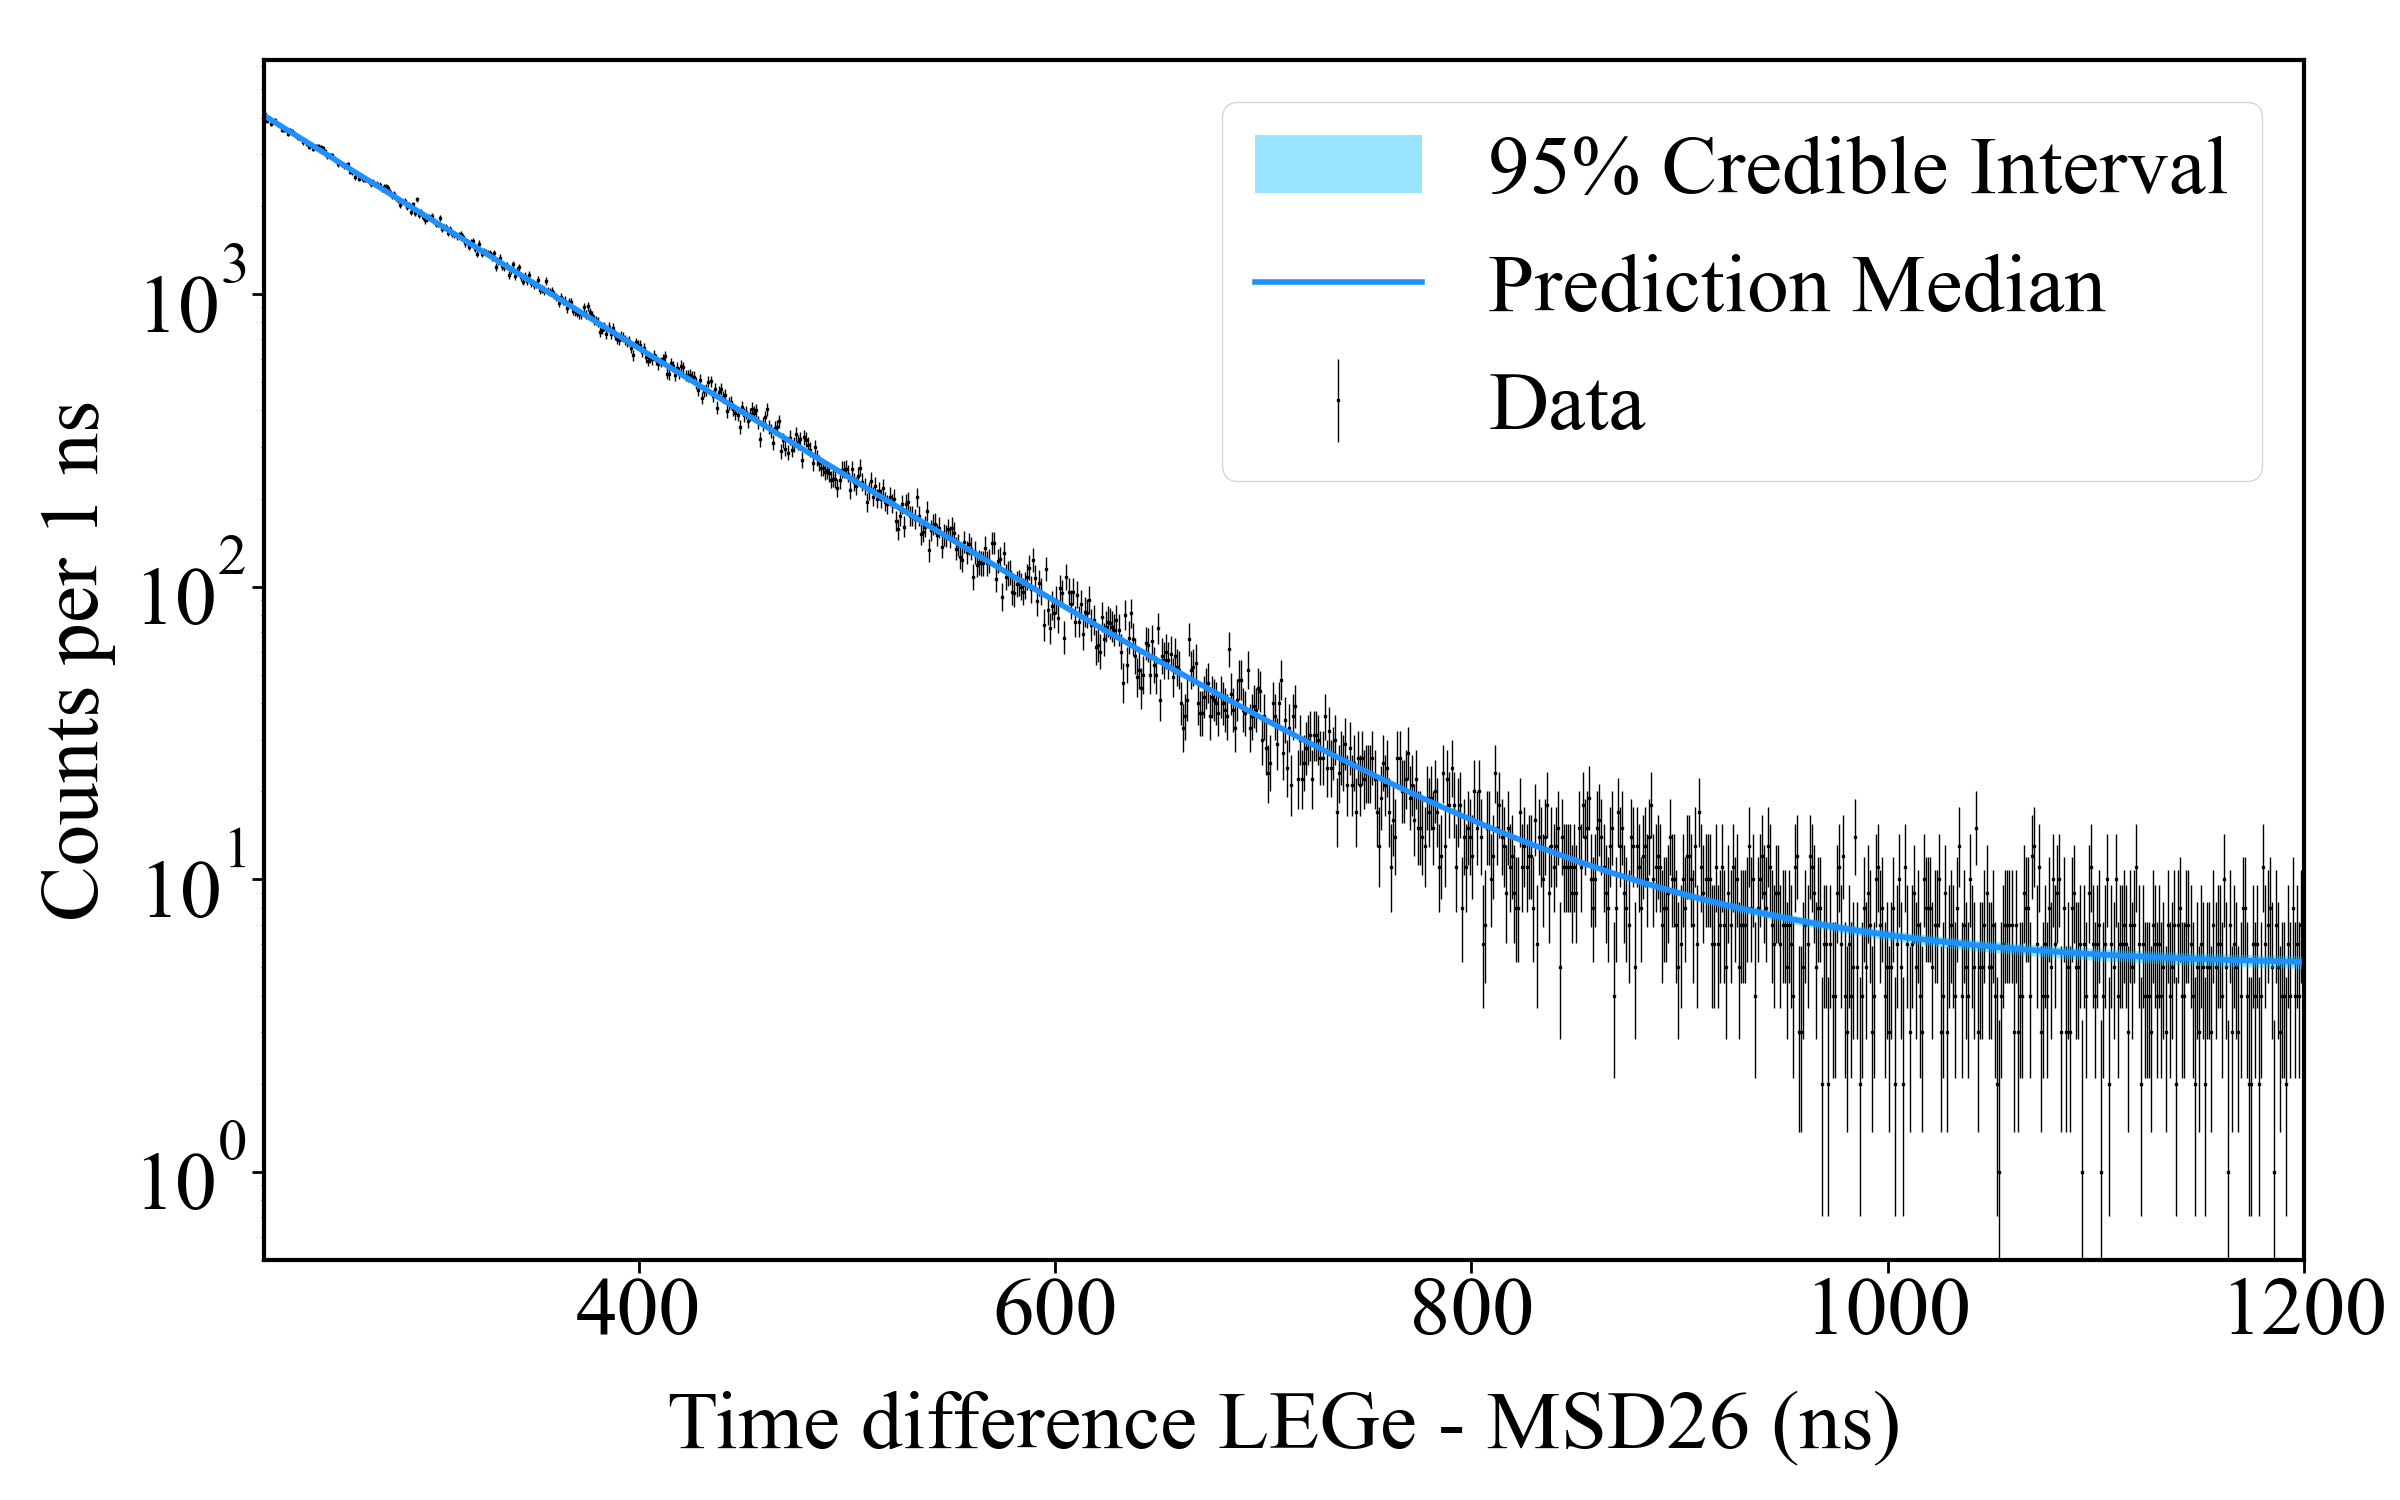 95% Credible Interval
Prediction Median
Data
Counts per 1 ns
10^3
10^2
10^1
10^0
400 600 800 1000 1200
Time difference LEGe - MSD26 (ns)